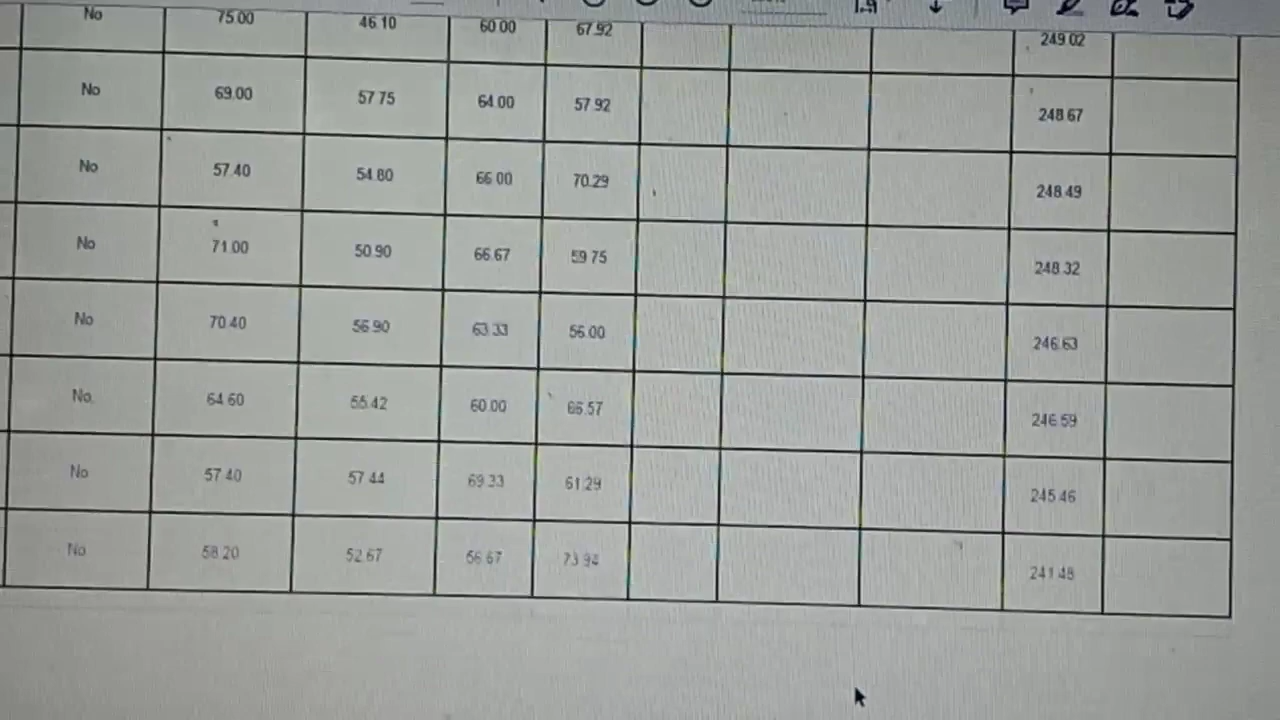 No 75.00 46.10 60.00 67.92 249.02
No 69.00 57.75 64.00 57.92 248.67
No 57.40 54.80 66.00 70.29 248.49
No 71.00 50.90 66.67 59.75 248.32
No 70.40 56.90 63.33 56.00 246.63
No 64.60 55.42 60.00 66.57 246.59
No 57.40 57.44 69.33 61.29 245.46
No 58.20 52.67 56.67 73.94 241.48